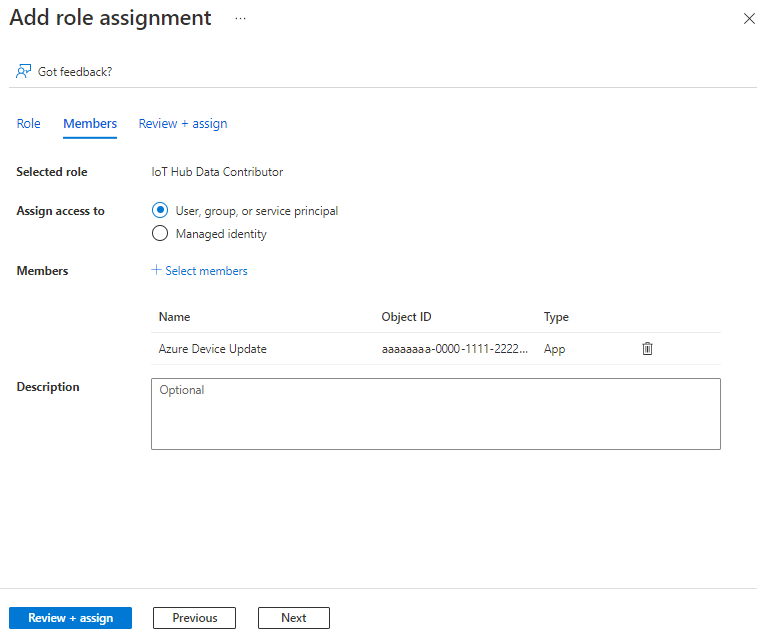 Add role assignment ...
Got feedback?
Role Members Review + assign
Selected role IoT Hub Data Contributor
Assign access to User, group, or service principal
Managed identity
Members + Select members
Name Object ID Type
Azure Device Update aaaaaaaa-0000-1111-2222... App
Description Optional
Review + assign Previous Next